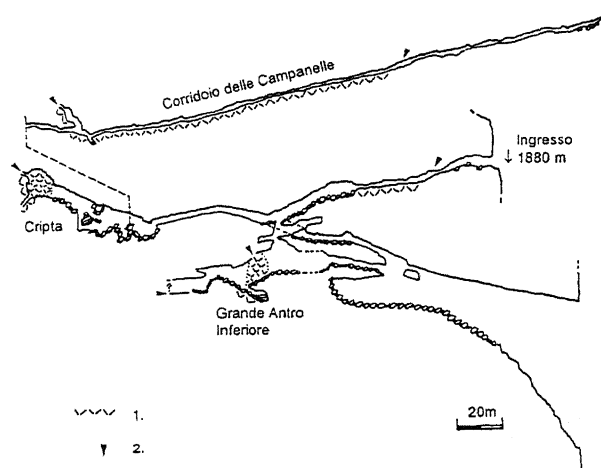 Corridoio delle Campanelle
Ingresso
1880 m
Cripta
Grande Antro
Inferiore
?
1.
2.
20m